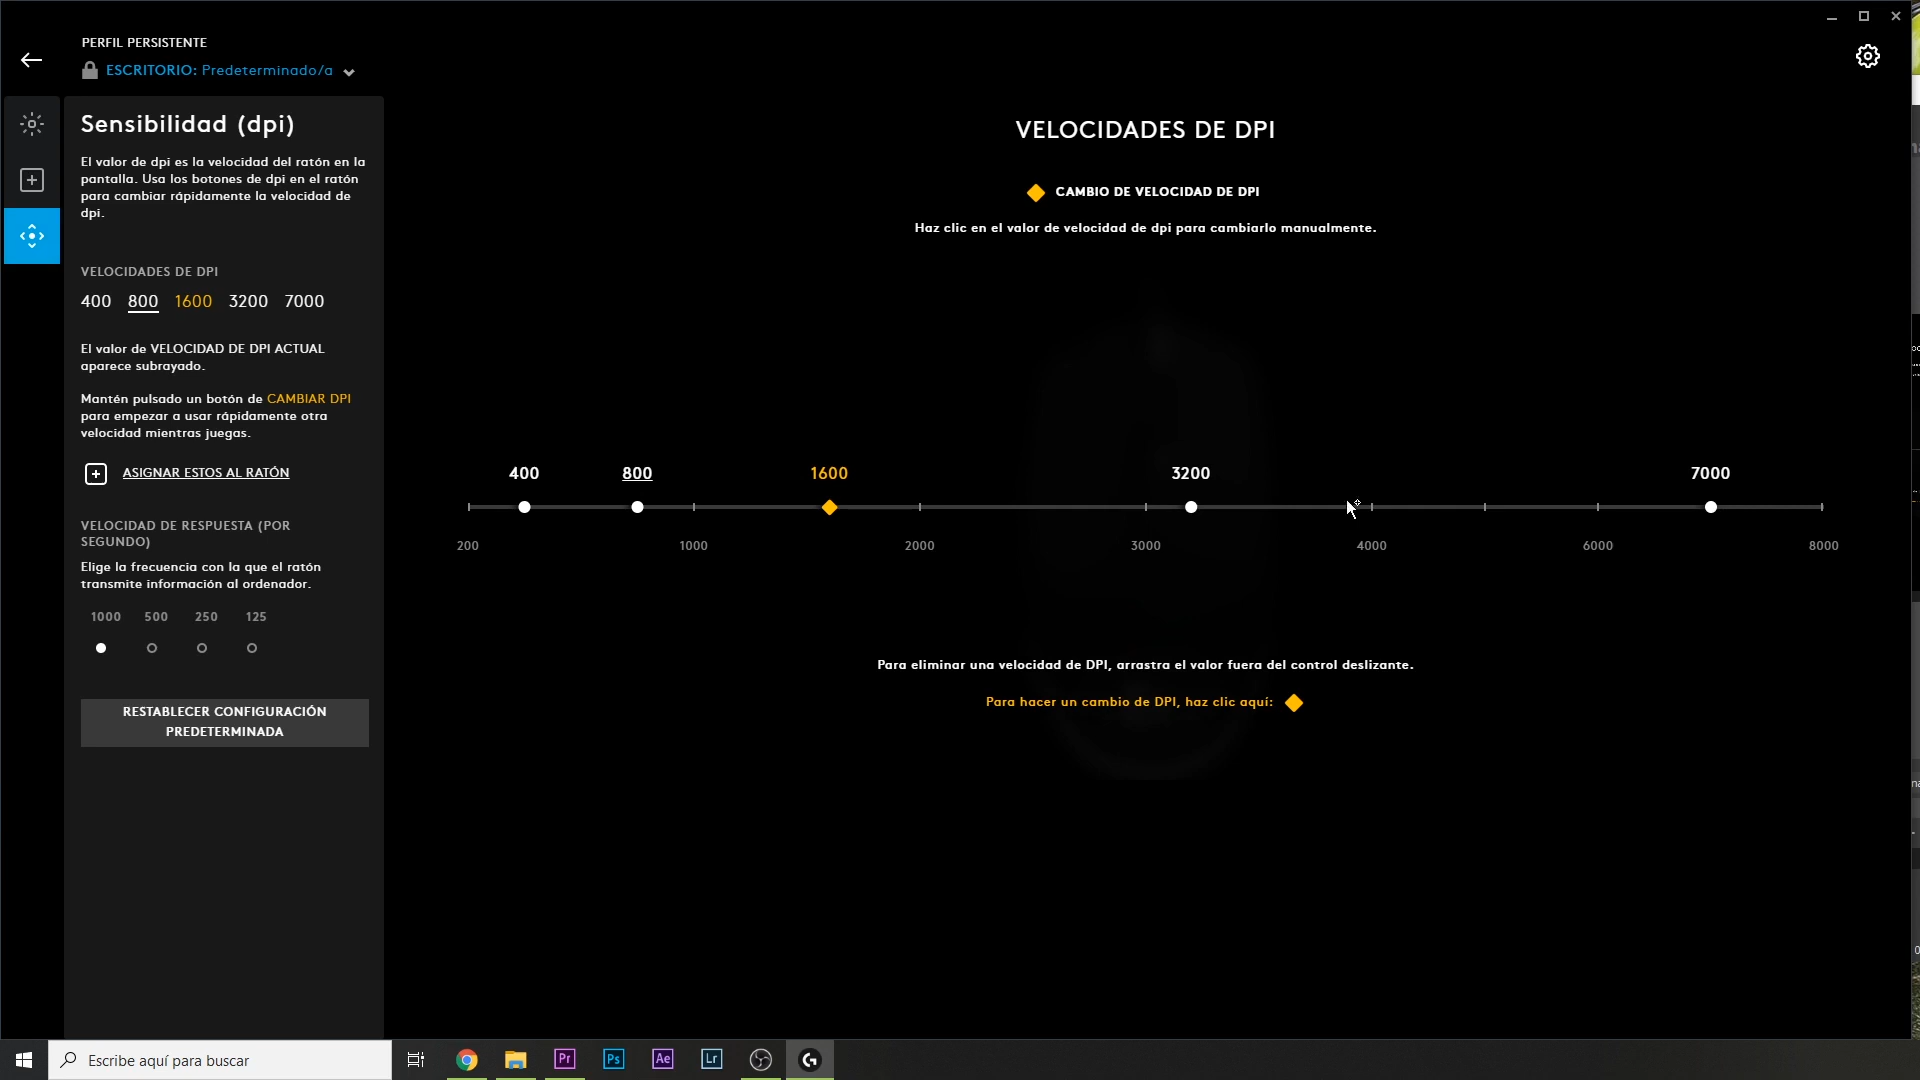 PERFIL PERSISTENTE
ESCRITORIO: Predeterminado/a
Sensibilidad (dpi)
El valor de dpi es la velocidad del ratón en la
pantalla. Usa los botones de dpi en el ratón
para cambiar rápidamente la velocidad de
dpi.
VELOCIDADES DE DPI
400 800 1600 3200 7000
El valor de VELOCIDAD DE DPI ACTUAL
aparece subrayado.
Mantén pulsado un botón de CAMBIAR DPI
para empezar a usar rápidamente otra
velocidad mientras juegas.
ASIGNAR ESTOS AL RATÓN
VELOCIDAD DE RESPUESTA (POR
SEGUNDO)
Elige la frecuencia con la que el ratón
transmite información al ordenador.
1000 500 250 125
RESTABLECER CONFIGURACIÓN
PREDETERMINADA
VELOCIDADES DE DPI
CAMBIO DE VELOCIDAD DE DPI
Haz clic en el valor de velocidad de dpi para cambiarlo manualmente.
400 800 1600 3200 7000
200 1000 2000 3000 4000 6000 8000
Para eliminar una velocidad de DPI, arrastra el valor fuera del control deslizante.
Para hacer un cambio de DPI, haz clic aquí:
Escribe aquí para buscar
Pr Ps Ae Lr